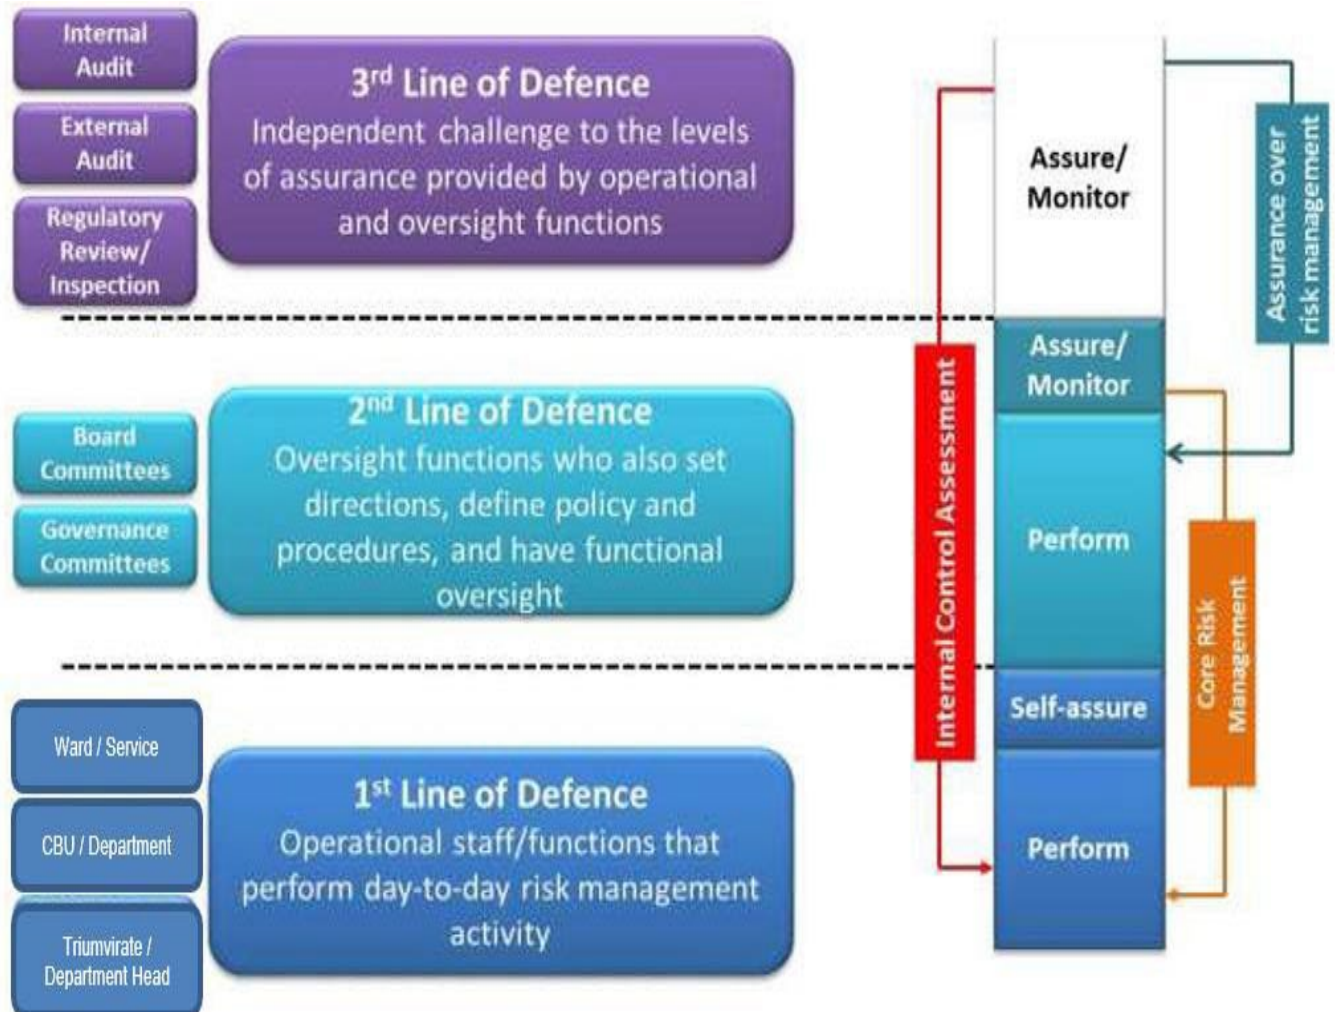 Internal
Audit
External
Audit
Regulatory
Review/
Inspection
3rd Line of Defence
Independent challenge to the levels
of assurance provided by operational
and oversight functions
Board
Committees
Governance
Committees
2nd Line of Defence
Oversight functions who also set
directions, define policy and
procedures, and have functional
oversight
Ward / Service
CBU / Department
Triumvirate /
Department Head
1st Line of Defence
Operational staff/functions that
perform day-to-day risk management
activity
Internal Control Assessment
Assure/
Monitor
Assure/
Monitor
Perform
Self-assure
Perform
Assurance over
risk management
Core Risk
Management